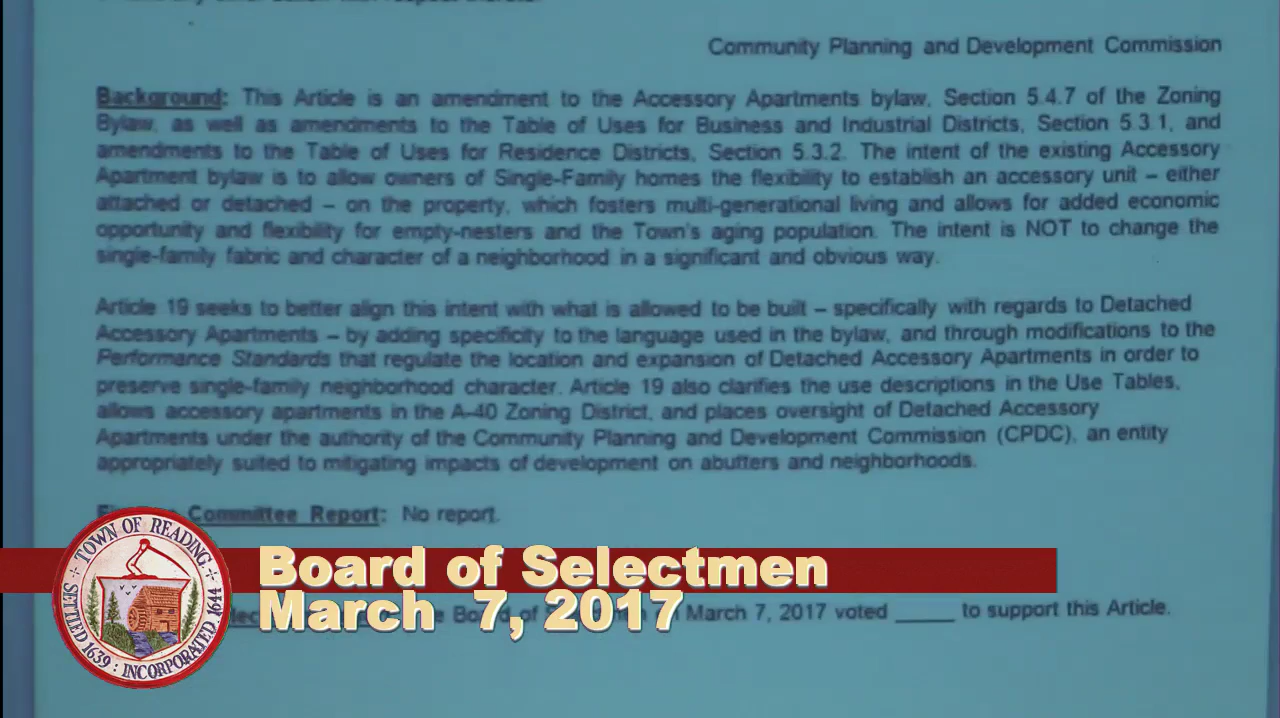 Community Planning and Development Commission
Background: This Article is an amendment to the Accessory Apartments bylaw, Section 5.4.7 of the Zoning
Bylaw, as well as amendments to the Table of Uses for Business and Industrial Districts, Section 5.3.1, and
amendments to the Table of Uses for Residence Districts, Section 5.3.2. The intent of the existing Accessory
Apartment bylaw is to allow owners of Single-Family homes the flexibility to establish an accessory unit – either
attached or detached – on the property, which fosters multi-generational living and allows for added economic
opportunity and flexibility for empty-nesters and the Town's aging population. The intent is NOT to change the
single-family fabric and character of a neighborhood in a significant and obvious way.
Article 19 seeks to better align this intent with what is allowed to be built – specifically with regards to Detached
Accessory Apartments – by adding specificity to the language used in the bylaw, and through modifications to the
Performance Standards that regulate the location and expansion of Detached Accessory Apartments in order to
preserve single-family neighborhood character. Article 19 also clarifies the use descriptions in the Use Tables,
allows accessory apartments in the A-40 Zoning District, and places oversight of Detached Accessory
Apartments under the authority of the Community Planning and Development Commission (CPDC), an entity
appropriately suited to mitigating impacts of development on abutters and neighborhoods.
Committee Report: No report.
March 7, 2017 voted _____ to support this Article.
Board of Selectmen
March 7, 2017
TOWN OF READING
SETTLED 1639 : INCORPORATED 1644